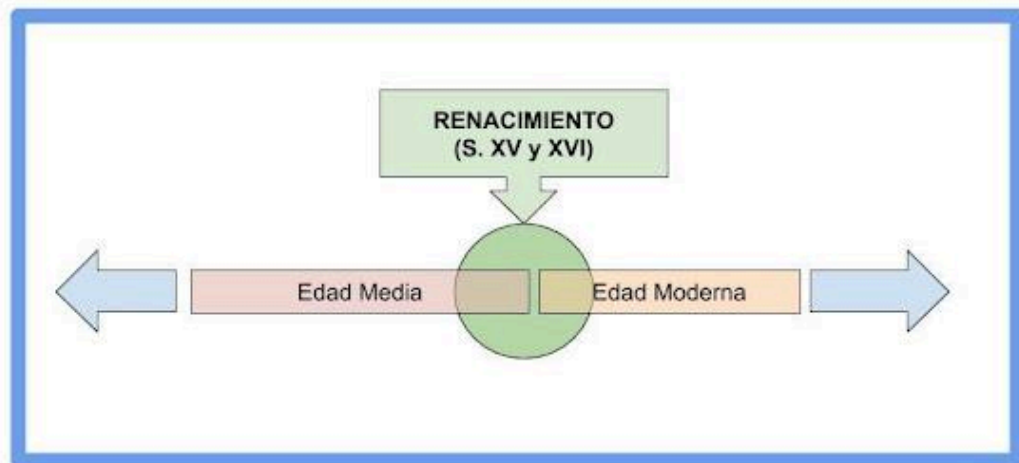 RENACIMIENTO
(S. XV y XVI)
Edad Media
Edad Moderna